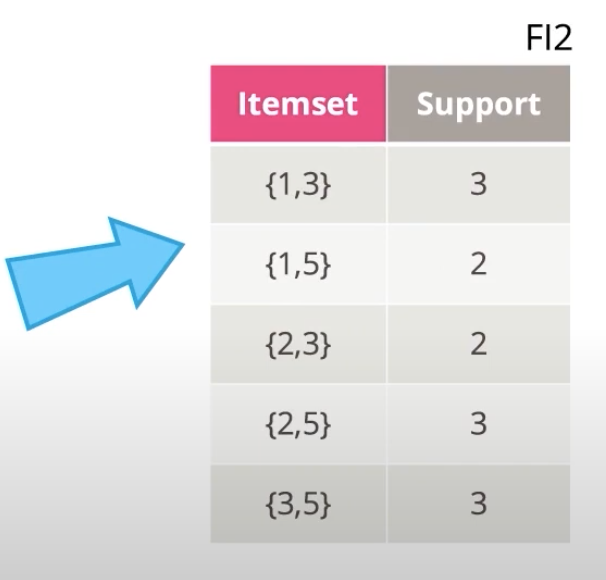 FI2
Itemset Support
{1,3} 3
{1,5} 2
{2,3} 2
{2,5} 3
{3,5} 3